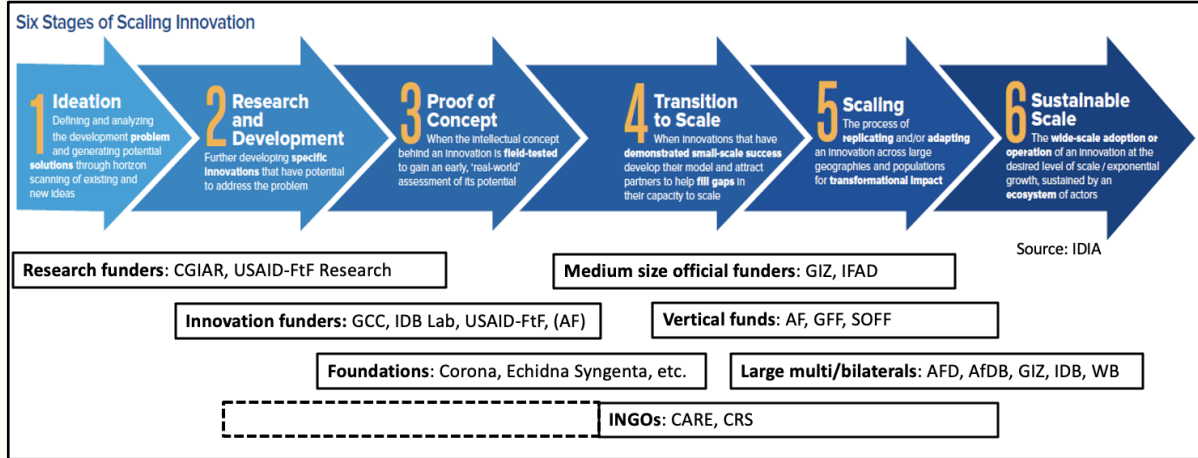 Six Stages of Scaling Innovation
1 Ideation
Defining and analyzing
the development problem
and generating potential
solutions through horizon
scanning of existing and
new ideas
2 Research
and
Development
Further developing specific
innovations that have potential
to address the problem
3 Proof of
Concept
When the intellectual concept
behind an innovation is field-tested
to gain an early, 'real-world'
assessment of its potential
4 Transition
to Scale
When innovations that have
demonstrated small-scale success
develop their model and attract
partners to help fill gaps in
their capacity to scale
5 Scaling
The process of
replicating and/or adapting
an innovation across large
geographies and populations
for transformational impact
6 Sustainable
Scale
The wide-scale adoption or
operation of an innovation at the
desired level of scale / exponential
growth, sustained by an
ecosystem of actors
Source: IDIA
Research funders: CGIAR, USAID-FtF Research
Medium size official funders: GIZ, IFAD
Innovation funders: GCC, IDB Lab, USAID-FtF, (AF)
Vertical funds: AF, GFF, SOFF
Foundations: Corona, Echidna Syngenta, etc.
Large multi/bilaterals: AFD, AfDB, GIZ, IDB, WB
INGOs: CARE, CRS